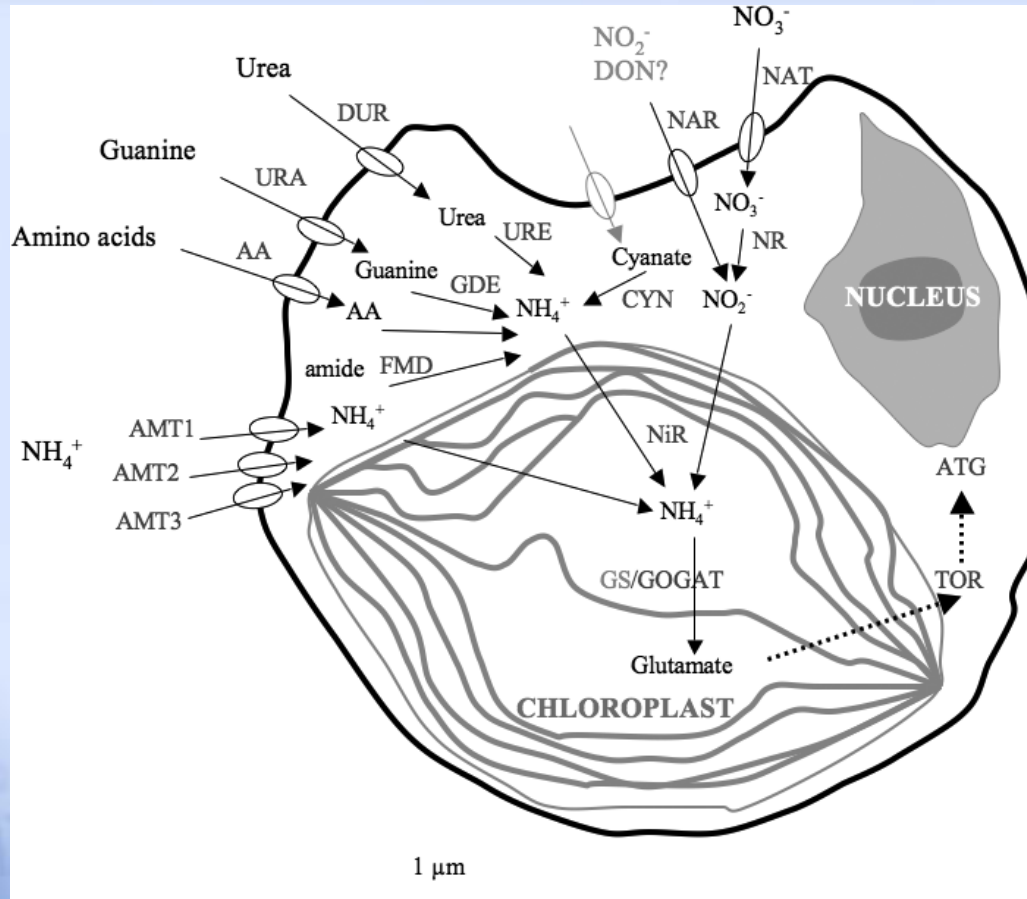 NO₃⁻
NO₂⁻
DON?
Urea
NAT
DUR
NAR
Guanine
URA
NO₃⁻
Urea
URE
Amino acids
AA
NR
Cyanate
Guanine
GDE
CYN
NO₂⁻
NUCLEUS
NH₄⁺
AA
amide FMD
NH₄⁺
AMT1
NiR
NH₄⁺
ATG
AMT2
NH₄⁺
AMT3
GS/GOGAT
TOR
Glutamate
CHLOROPLAST
1 µm